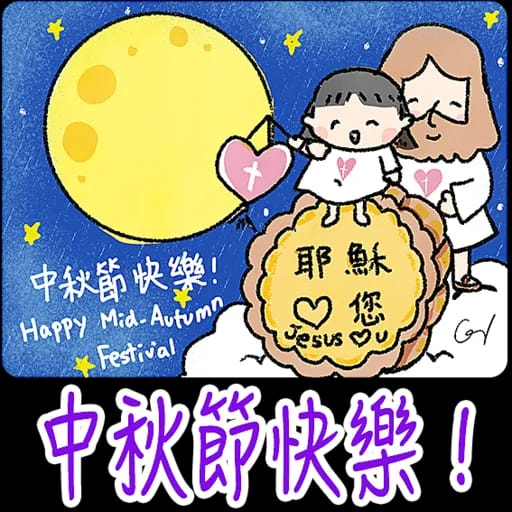 中秋節快樂!
Happy Mid-Autumn
Festival
耶穌
♡您
Jesus ♡ u
中秋節快樂！